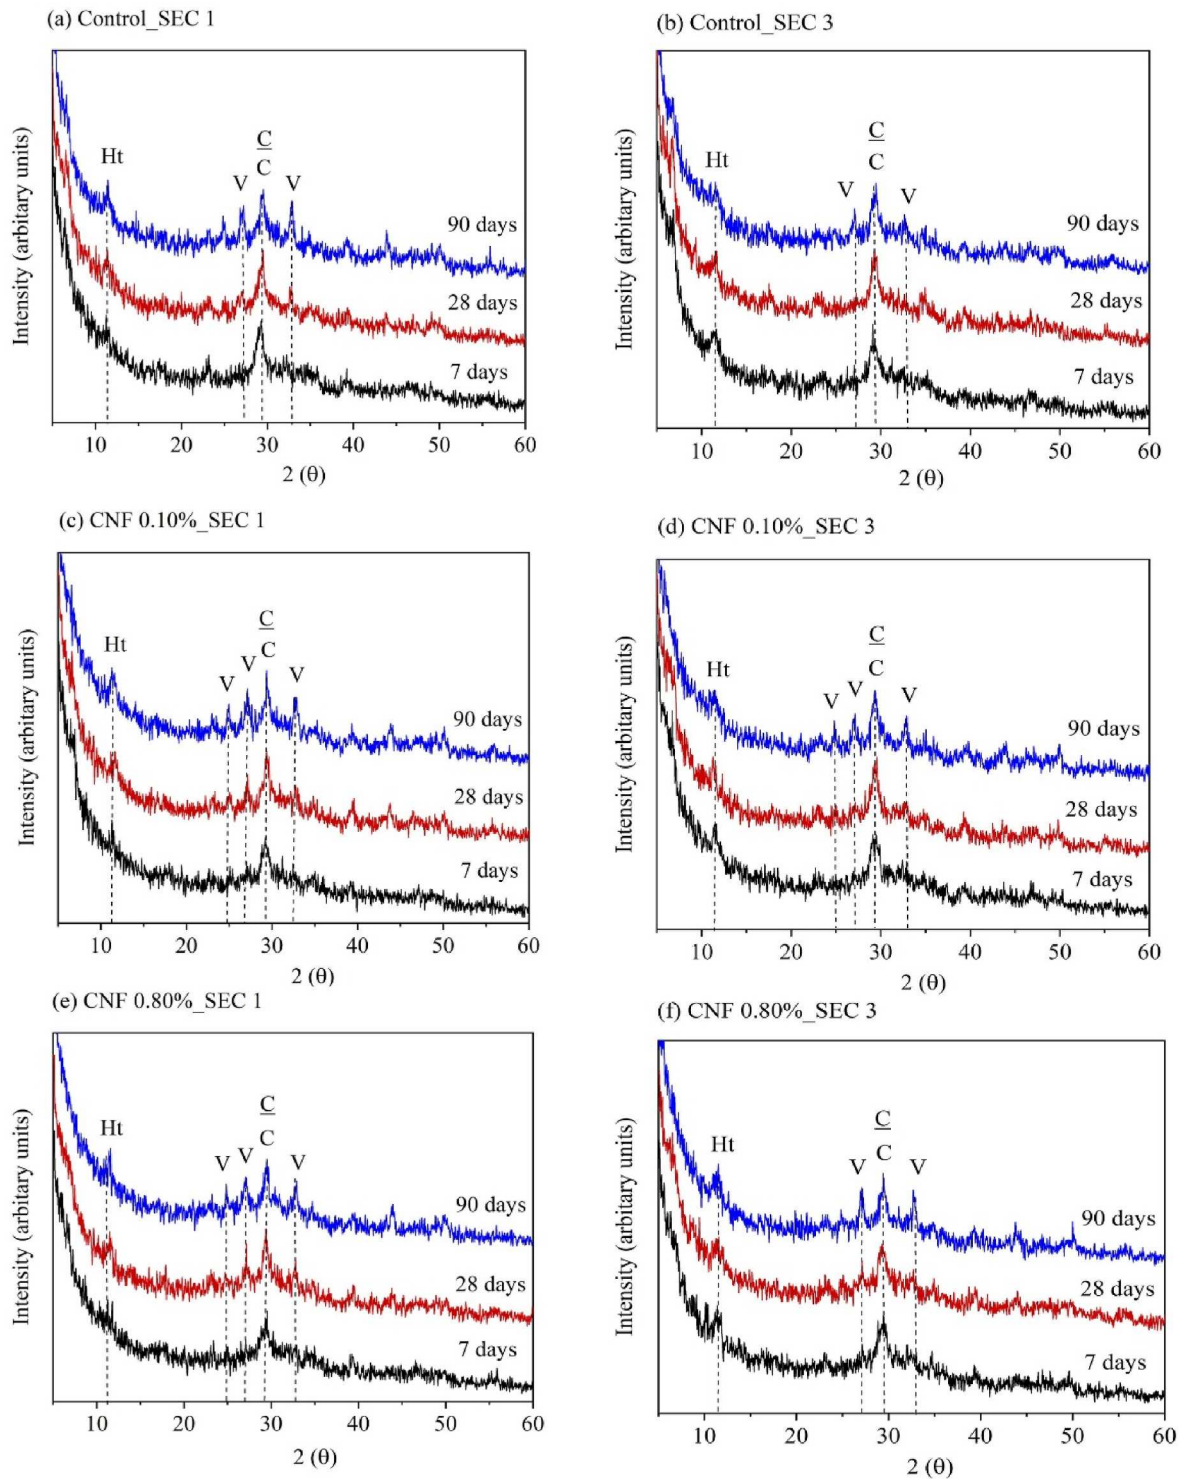 (a) Control_SEC 1
Intensity (arbitary units)
Ht
V
C
C
V
90 days
28 days
7 days
10 20 30 40 50 60
2 (θ)
(b) Control_SEC 3
Intensity (arbitary units)
Ht
V
C
C
V
90 days
28 days
7 days
10 20 30 40 50 60
2 (θ)
(c) CNF 0.10%_SEC 1
Intensity (arbitary units)
Ht
V
V
C
C
V
90 days
28 days
7 days
10 20 30 40 50 60
2 (θ)
(d) CNF 0.10%_SEC 3
Intensity (arbitary units)
Ht
V
V
C
C
V
90 days
28 days
7 days
10 20 30 40 50 60
2 (θ)
(e) CNF 0.80%_SEC 1
Intensity (arbitary units)
Ht
V
V
C
C
V
90 days
28 days
7 days
10 20 30 40 50 60
2 (θ)
(f) CNF 0.80%_SEC 3
Intensity (arbitary units)
Ht
V
C
C
V
90 days
28 days
7 days
10 20 30 40 50 60
2 (θ)